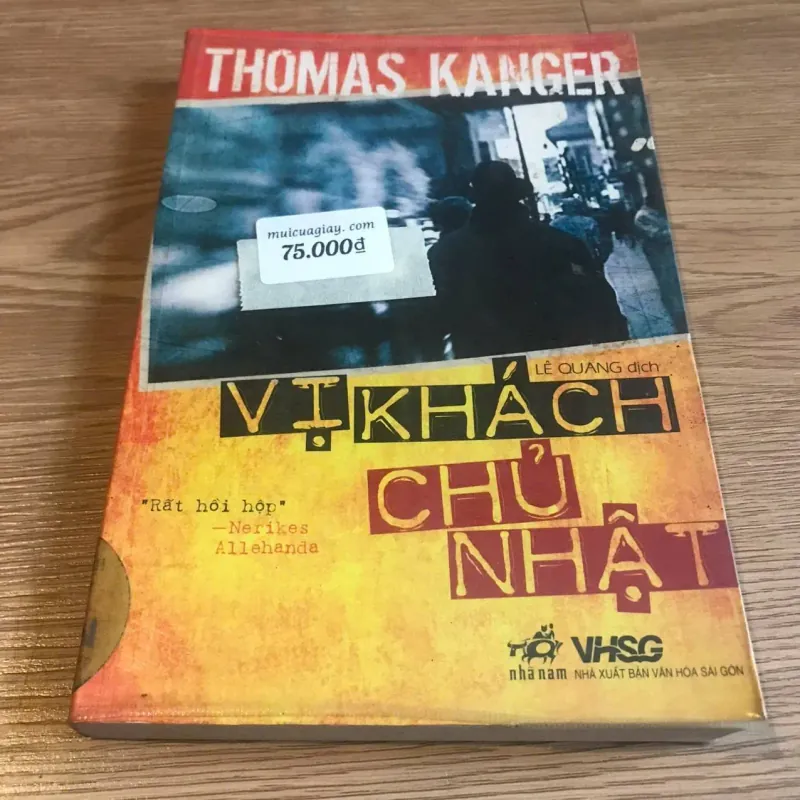 THOMAS KANGER
muicuagiay. com
75.000₫
LÊ QUANG dịch
VỊ KHÁCH
CHỦ
NHẬT
"Rất hồi hộp"
—Nerikes
Allehanda
nhã nam
VHSG
NHÀ XUẤT BẢN VĂN HÓA SÀI GÒN